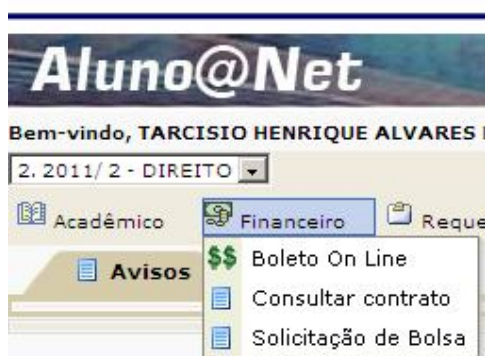 Aluno@Net
Bem-vindo, TARCISIO HENRIQUE ALVARES
2. 2011/ 2 - DIREITO
Acadêmico Financeiro Reque
Avisos
$$ Boleto On Line
Consultar contrato
Solicitação de Bolsa